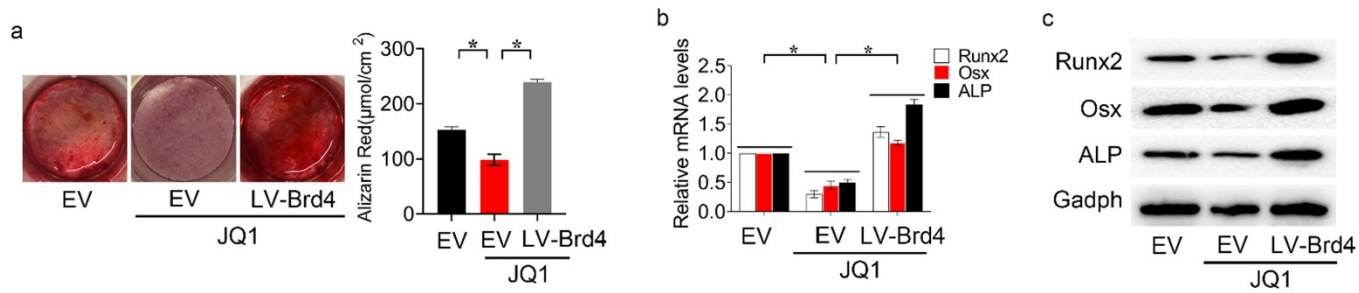 a
EV
EV
LV-Brd4
JQ1
Alizarin Red(μmol/cm²)
300
200
100
0
*
*
EV
EV
LV-Brd4
JQ1
b
Relative mRNA levels
2.5
2.0
1.5
1.0
0.5
0.0
*
*
Runx2
Osx
ALP
EV
EV
LV-Brd4
JQ1
c
Runx2
Osx
ALP
Gadph
EV
EV
LV-Brd4
JQ1